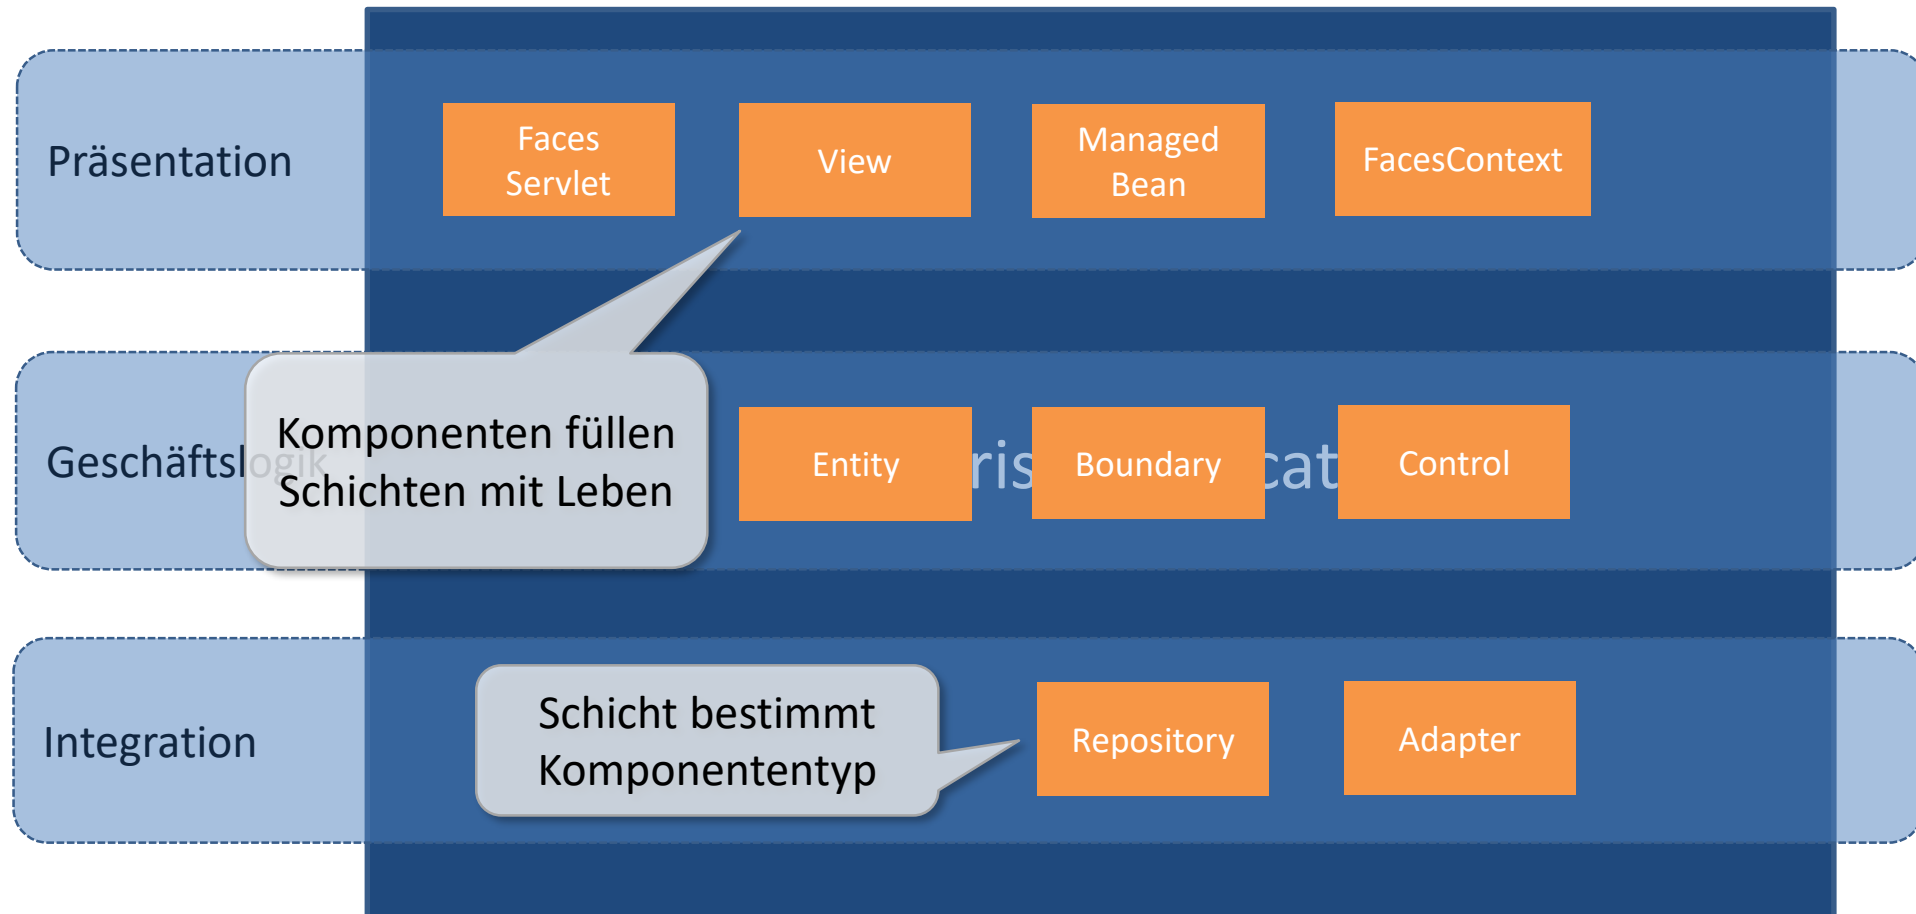 Präsentation
Faces
Servlet
View
Managed
Bean
FacesContext
Komponenten füllen
Schichten mit Leben
Geschäftslogik
Entity
Boundary
Control
Integration
Schicht bestimmt
Komponententyp
Repository
Adapter